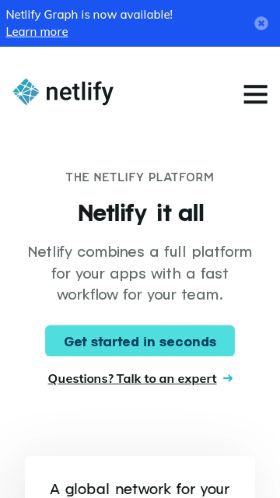 Netlify Graph is now available!
Learn more
netlify
THE NETLIFY PLATFORM
Netlify it all
Netlify combines a full platform
for your apps with a fast
workflow for your team.
Get started in seconds
Questions? Talk to an expert →
A global network for your